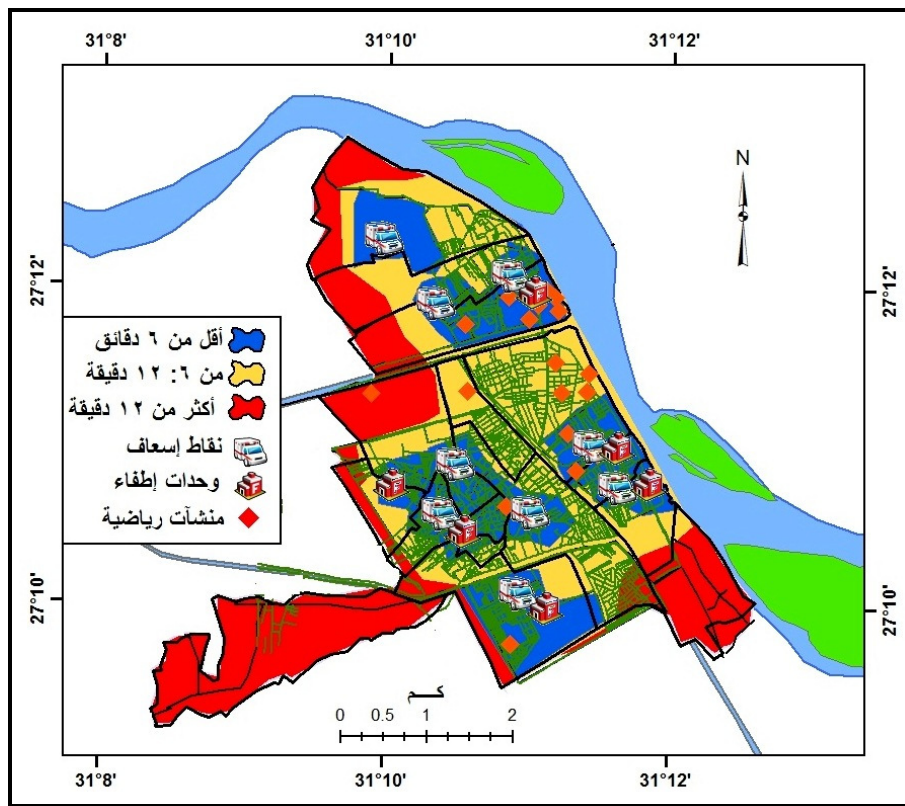 31°8' 31°10' 31°12'
N
27°12' 27°12'
أقل من ٦ دقائق
من ٦: ١٢ دقيقة
أكثر من ١٢ دقيقة
نقاط إسعاف
وحدات إطفاء
منشآت رياضية
27°10' 27°10'
كـــم
0 0.5 1 2
31°8' 31°10' 31°12'